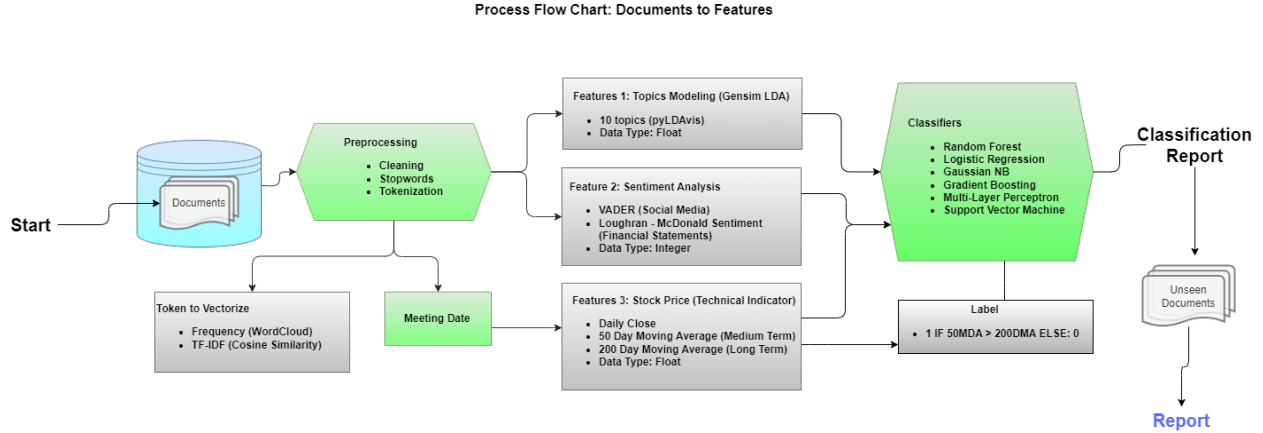 Process Flow Chart: Documents to Features
Start
Documents
Preprocessing
Cleaning
Stopwords
Tokenization
Token to Vectorize
Frequency (WordCloud)
TF-IDF (Cosine Similarity)
Meeting Date
Features 1: Topics Modeling (Gensim LDA)
10 topics (pyLDAvis)
Data Type: Float
Feature 2: Sentiment Analysis
VADER (Social Media)
Loughran - McDonald Sentiment
(Financial Statements)
Data Type: Integer
Features 3: Stock Price (Technical Indicator)
Daily Close
50 Day Moving Average (Medium Term)
200 Day Moving Average (Long Term)
Data Type: Float
Classifiers
Random Forest
Logistic Regression
Gaussian NB
Gradient Boosting
Multi-Layer Perceptron
Support Vector Machine
Label
1 IF 50MDA > 200DMA ELSE: 0
Classification
Report
Unseen
Documents
Report